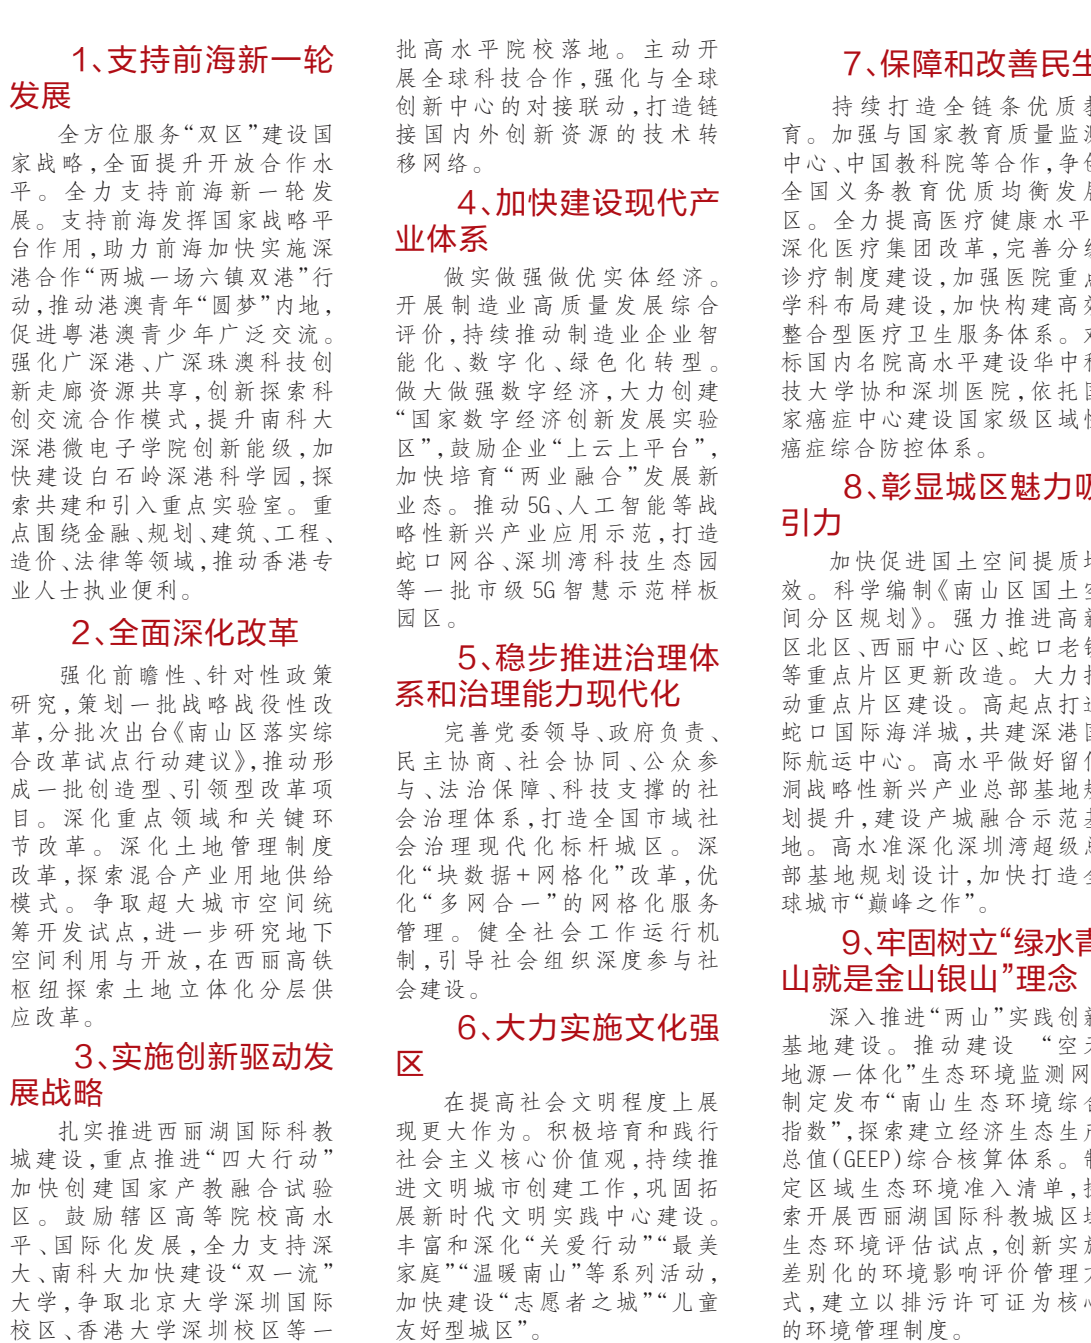 1、支持前海新一轮
发展
全方位服务“双区”建设国
家战略,全面提升开放合作水
平。全力支持前海新一轮发
展。支持前海发挥国家战略平
台作用,助力前海加快实施深
港合作“两城一场六镇双港”行
动,推动港澳青年“圆梦”内地,
促进粤港澳青少年广泛交流。
强化广深港、广深珠澳科技创
新走廊资源共享,创新探索科
创交流合作模式,提升南科大
深港微电子学院创新能级,加
快建设白石岭深港科学园,探
索共建和引入重点实验室。重
点围绕金融、规划、建筑、工程、
造价、法律等领域,推动香港专
业人士执业便利。
2、全面深化改革
强化前瞻性、针对性政策
研究,策划一批战略战役性改
革,分批次出台《南山区落实综
合改革试点行动建议》,推动形
成一批创造型、引领型改革项
目。深化重点领域和关键环
节改革。深化土地管理制度
改革,探索混合产业用地供给
模式。争取超大城市空间统
筹开发试点,进一步研究地下
空间利用与开放,在西丽高铁
枢纽探索土地立体化分层供
应改革。
3、实施创新驱动发
展战略
扎实推进西丽湖国际科教
城建设,重点推进“四大行动”
加快创建国家产教融合试验
区。鼓励辖区高等院校高水
平、国际化发展,全力支持深
大、南科大加快建设“双一流”
大学,争取北京大学深圳国际
校区、香港大学深圳校区等一
批高水平院校落地。主动开
展全球科技合作,强化与全球
创新中心的对接联动,打造链
接国内外创新资源的技术转
移网络。
4、加快建设现代产
业体系
做实做强做优实体经济。
开展制造业高质量发展综合
评价,持续推动制造业企业智
能化、数字化、绿色化转型。
做大做强数字经济,大力创建
“国家数字经济创新发展实验
区”,鼓励企业“上云上平台”,
加快培育“两业融合”发展新
业态。推动5G、人工智能等战
略性新兴产业应用示范,打造
蛇口网谷、深圳湾科技生态园
等一批市级5G智慧示范样板
园区。
5、稳步推进治理体
系和治理能力现代化
完善党委领导、政府负责、
民主协商、社会协同、公众参
与、法治保障、科技支撑的社
会治理体系,打造全国市域社
会治理现代化标杆城区。深
化“块数据+网格化”改革,优
化“多网合一”的网格化服务
管理。健全社会工作运行机
制,引导社会组织深度参与社
会建设。
6、大力实施文化强
区
在提高社会文明程度上展
现更大作为。积极培育和践行
社会主义核心价值观,持续推
进文明城市创建工作,巩固拓
展新时代文明实践中心建设。
丰富和深化“关爱行动”“最美
家庭”“温暖南山”等系列活动,
加快建设“志愿者之城”“儿童
友好型城区”。
7、保障和改善民生
持续打造全链条优质教
育。加强与国家教育质量监测
中心、中国教科院等合作,争创
全国义务教育优质均衡发展
区。全力提高医疗健康水平
深化医疗集团改革,完善分级
诊疗制度建设,加强医院重点
学科布局建设,加快构建高效
整合型医疗卫生服务体系。对
标国内名院高水平建设华中科
技大学协和深圳医院,依托国
家癌症中心建设国家级区域性
癌症综合防控体系。
8、彰显城区魅力吸
引力
加快促进国土空间提质增
效。科学编制《南山区国土空
间分区规划》。强力推进高新
区北区、西丽中心区、蛇口老镇
等重点片区更新改造。大力推
动重点片区建设。高起点打造
蛇口国际海洋城,共建深港国
际航运中心。高水平做好留仙
洞战略性新兴产业总部基地规
划提升,建设产城融合示范基
地。高水准深化深圳湾超级总
部基地规划设计,加快打造全
球城市“巅峰之作”。
9、牢固树立“绿水青
山就是金山银山”理念
深入推进“两山”实践创新
基地建设。推动建设 “空天
地源一体化”生态环境监测网
制定发布“南山生态环境综合
指数”,探索建立经济生态生产
总值(GEEP)综合核算体系。制
定区域生态环境准入清单,探
索开展西丽湖国际科教城区域
生态环境评估试点,创新实施
差别化的环境影响评价管理方
式,建立以排污许可证为核心
的环境管理制度。